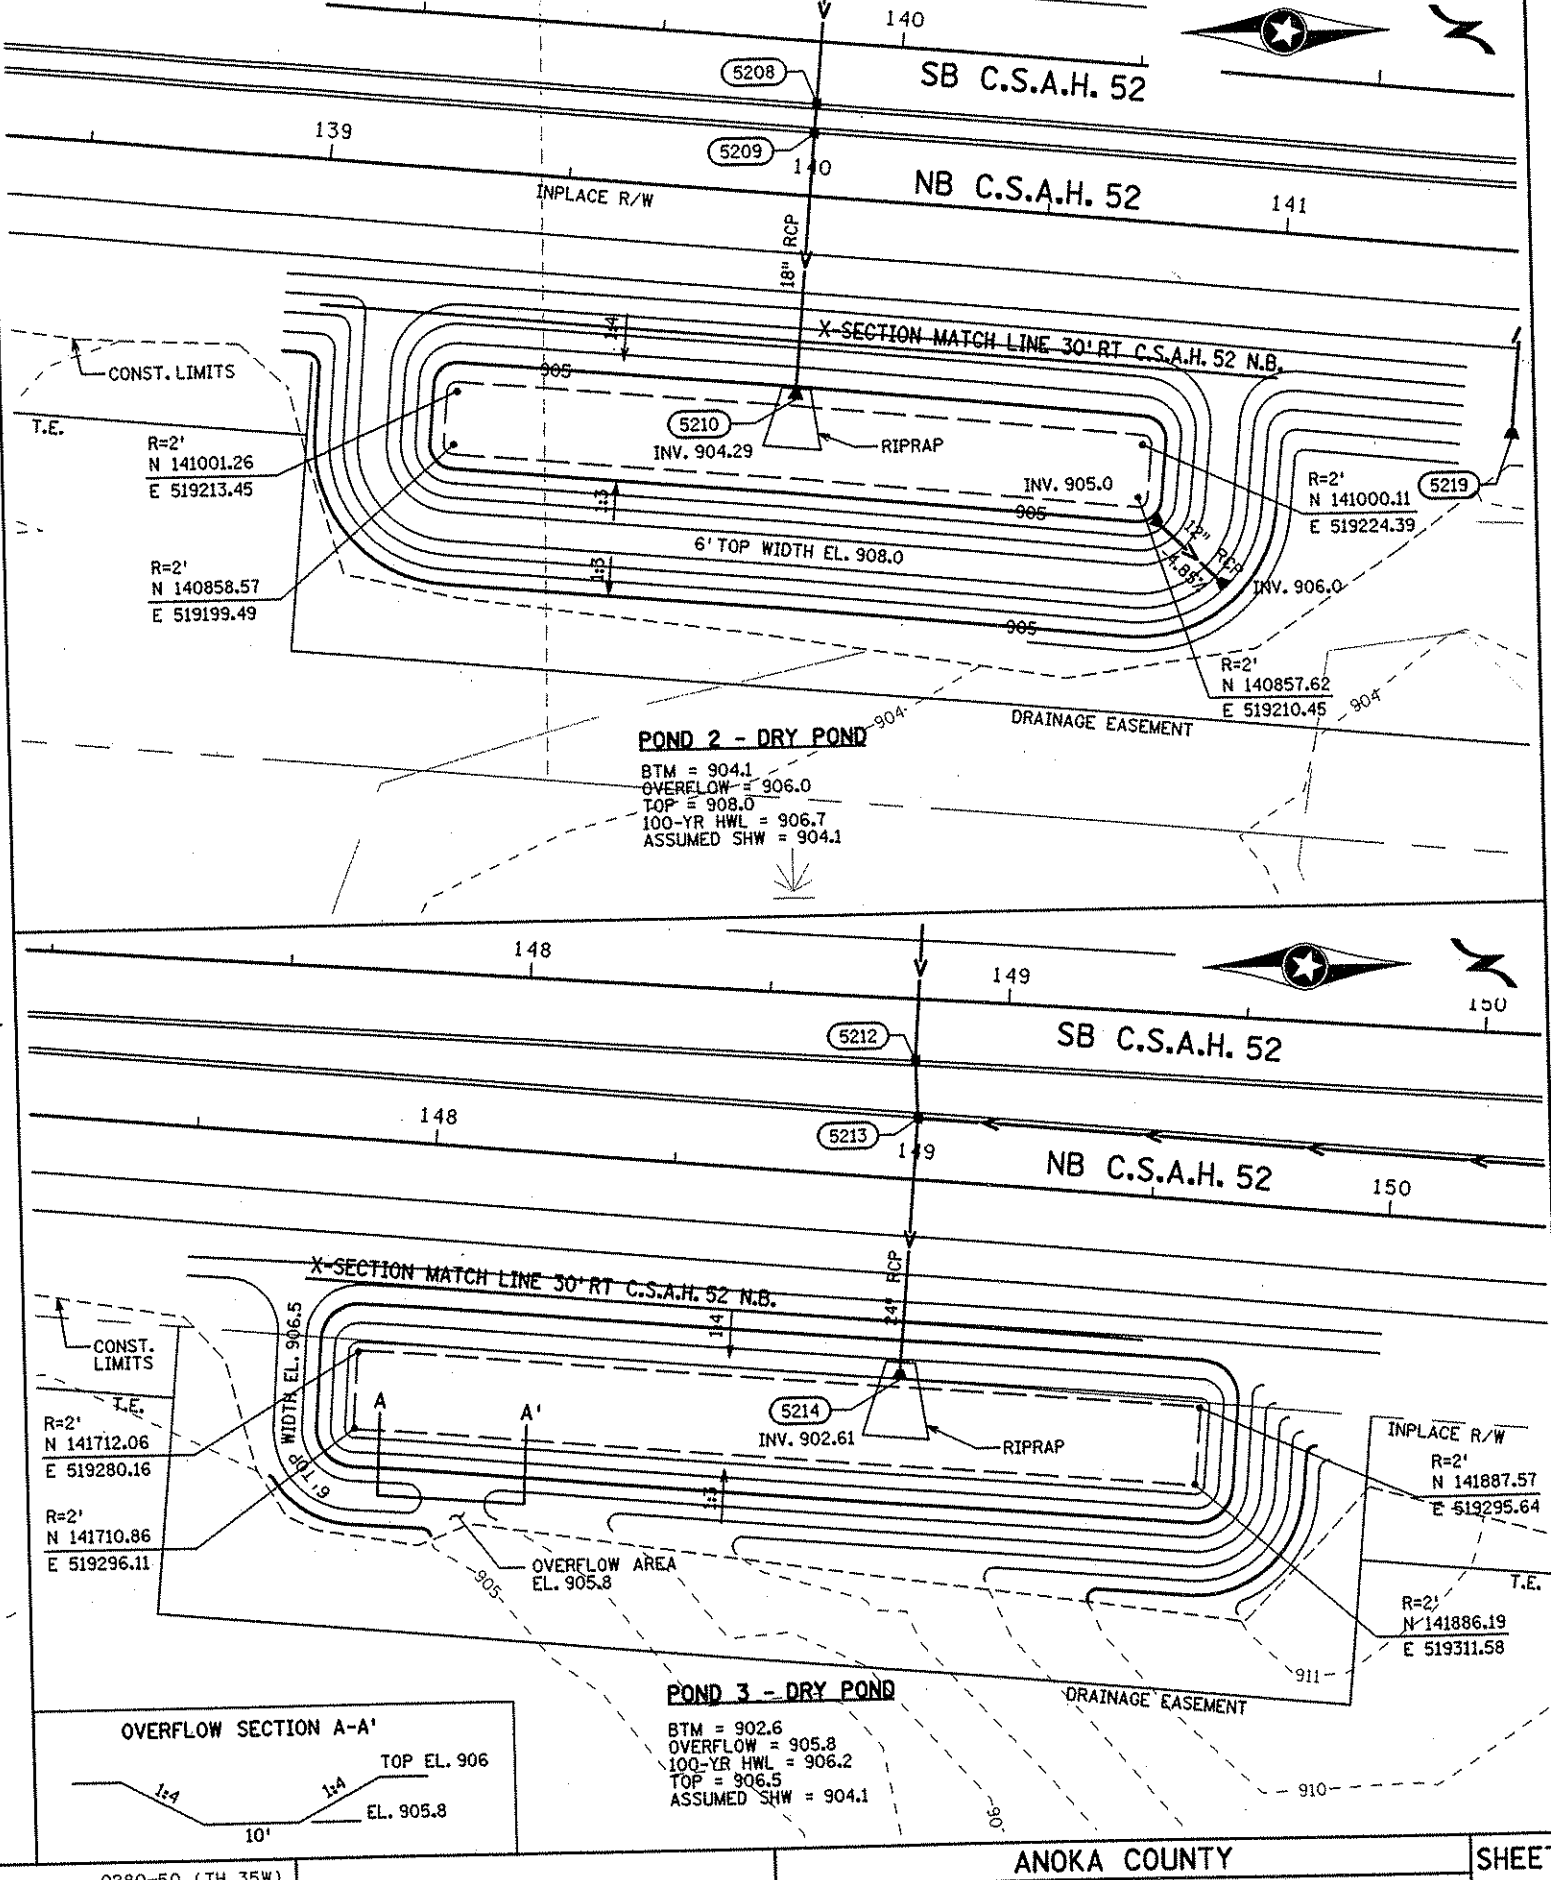 140
SB C.S.A.H. 52
5208
139
5209
140
NB C.S.A.H. 52
INPLACE R/W
141
18" RCP
1:4
X-SECTION MATCH LINE 30' RT C.S.A.H. 52 N.B.
CONST. LIMITS
905
T.E.
R=2'
N 141001.26
E 519213.45
5210
INV. 904.29
RIPRAP
INV. 905.0
905
R=2'
N 141000.11
E 519224.39
5219
1:3
6' TOP WIDTH EL. 908.0
1:3
RCP
INV. 906.0
R=2'
N 140858.57
E 519199.49
905
R=2'
N 140857.62
E 519210.45
904
904
DRAINAGE EASEMENT
POND 2 - DRY POND
BTM = 904.1
OVERFLOW = 906.0
TOP = 908.0
100-YR HWL = 906.7
ASSUMED SHW = 904.1
148
149
150
SB C.S.A.H. 52
5212
148
5213
149
NB C.S.A.H. 52
150
24" RCP
X-SECTION MATCH LINE 30' RT C.S.A.H. 52 N.B.
1:4
CONST.
LIMITS
6' TOP WIDTH EL. 906.5
T.E.
A
A'
R=2'
N 141712.06
E 519280.16
5214
INV. 902.61
RIPRAP
INPLACE R/W
R=2'
N 141887.57
E 519295.64
1:3
R=2'
N 141710.86
E 519296.11
OVERFLOW AREA
EL. 905.8
905
T.E.
R=2'
N 141886.19
E 519311.58
911
DRAINAGE EASEMENT
POND 3 - DRY POND
BTM = 902.6
OVERFLOW = 905.8
100-YR HWL = 906.2
TOP = 906.5
ASSUMED SHW = 904.1
910
OVERFLOW SECTION A-A'
TOP EL. 906
1:4
1:4
EL. 905.8
10'
ANOKA COUNTY
SHEET
0280-50 (TH 35W)